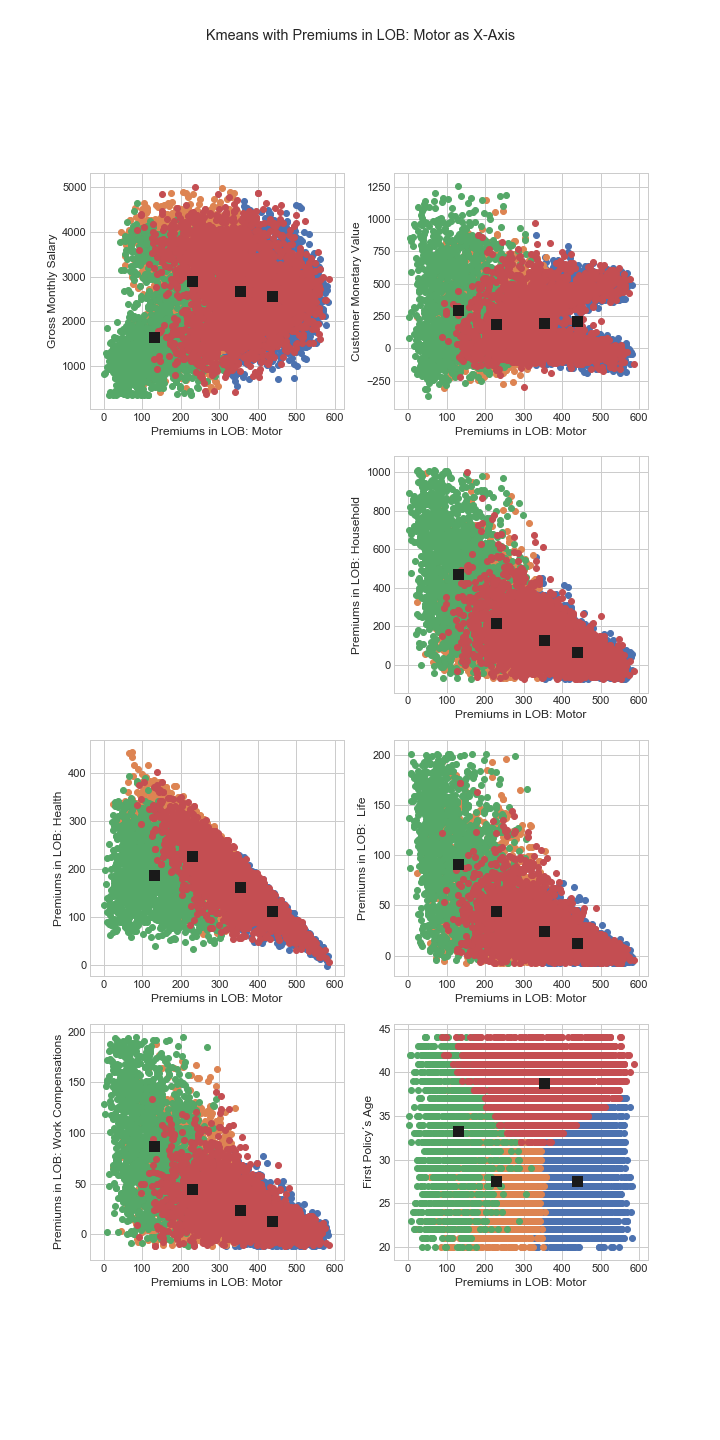 Kmeans with Premiums in LOB: Motor as X-Axis
Gross Monthly Salary
5000
4000
3000
2000
1000
0 100 200 300 400 500 600
Premiums in LOB: Motor
Customer Monetary Value
1250
1000
750
500
250
0
−250
0 100 200 300 400 500 600
Premiums in LOB: Motor
Premiums in LOB: Household
1000
800
600
400
200
0
0 100 200 300 400 500 600
Premiums in LOB: Motor
Premiums in LOB: Health
400
300
200
100
0
0 100 200 300 400 500 600
Premiums in LOB: Motor
Premiums in LOB:  Life
200
150
100
50
0
0 100 200 300 400 500 600
Premiums in LOB: Motor
Premiums in LOB: Work Compensations
200
150
100
50
0
0 100 200 300 400 500 600
Premiums in LOB: Motor
First Policy´s Age
45
40
35
30
25
20
0 100 200 300 400 500 600
Premiums in LOB: Motor